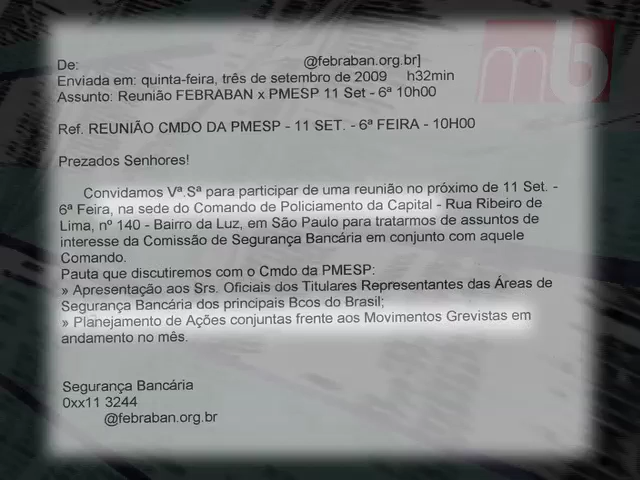 mb
De: @febraban.org.br]
Enviada em: quinta-feira, três de setembro de 2009 h32min
Assunto: Reunião FEBRABAN x PMESP 11 Set - 6ª 10h00
Ref. REUNIÃO CMDO DA PMESP - 11 SET. - 6ª FEIRA - 10H00
Prezados Senhores!
Convidamos Vª.Sª para participar de uma reunião no próximo de 11 Set. -
6ª Feira, na sede do Comando de Policiamento da Capital - Rua Ribeiro de
Lima, nº 140 - Bairro da Luz, em São Paulo para tratarmos de assuntos de
interesse da Comissão de Segurança Bancária em conjunto com aquele
Comando.
Pauta que discutiremos com o Cmdo da PMESP:
» Apresentação aos Srs. Oficiais dos Titulares Representantes das Áreas de
Segurança Bancária dos principais Bcos do Brasil;
» Planejamento de Ações conjuntas frente aos Movimentos Grevistas em
andamento no mês.
Segurança Bancária
0xx11 3244
@febraban.org.br